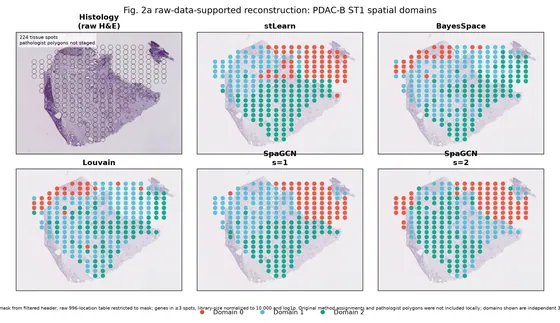 Fig. 2a raw-data-supported reconstruction: PDAC-B ST1 spatial domains
Histology
(raw H&E)
stLearn
BayesSpace
224 tissue spots
pathologist polygons not staged
Louvain
SpaGCN
s=1
SpaGCN
s=2
mask from filtered header; raw 996-location table restricted to mask; genes in ≥3 spots, library-size normalized to 10,000 and log1p. Original method assignments and pathologist polygons were not included locally; domains shown are independent
Domain 0
Domain 1
Domain 2